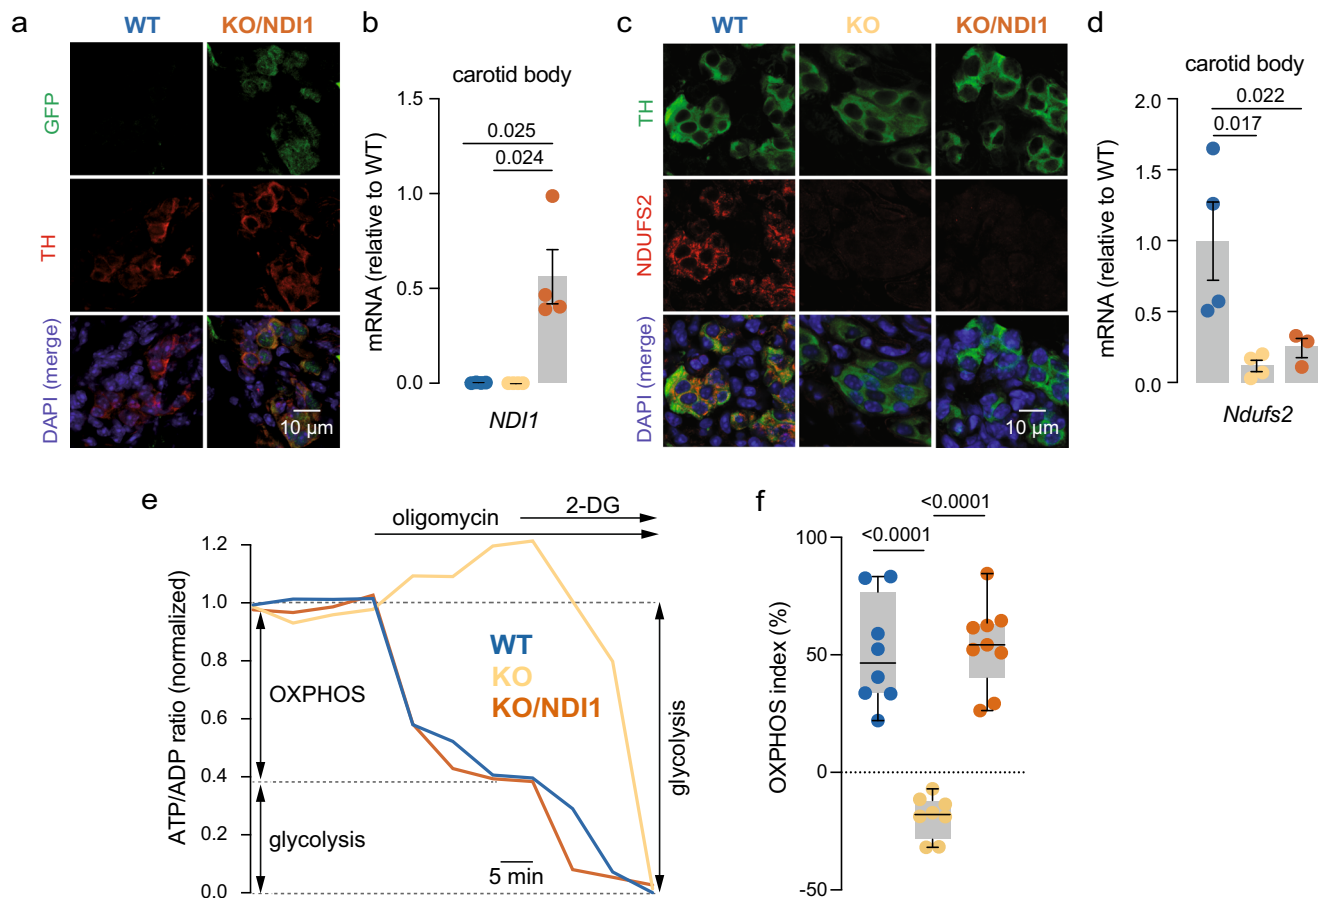 a
WT
KO/NDI1
GFP
TH
DAPI (merge)
10 µm
b
carotid body
mRNA (relative to WT)
1.5
1.0
0.5
0.0
0.025
0.024
NDI1
c
WT
KO
KO/NDI1
TH
NDUFS2
DAPI (merge)
10 µm
d
carotid body
mRNA (relative to WT)
2.0
1.5
1.0
0.5
0.0
0.022
0.017
Ndufs2
e
2-DG
oligomycin
ATP/ADP ratio (normalized)
1.2
1.0
0.8
0.6
0.4
0.2
0.0
OXPHOS
glycolysis
WT
KO
KO/NDI1
glycolysis
5 min
f
<0.0001
<0.0001
OXPHOS index (%)
100
50
0
-50